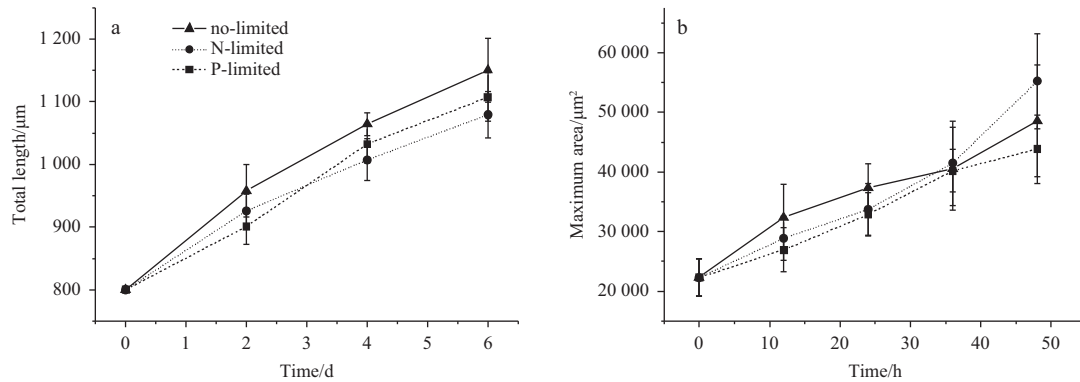 a
no-limited
N-limited
P-limited
1 200
1 100
1 000
900
800
Total length/μm
0 1 2 3 4 5 6
Time/d
b
60 000
50 000
40 000
30 000
20 000
Maximum area/μm²
0 10 20 30 40 50
Time/h